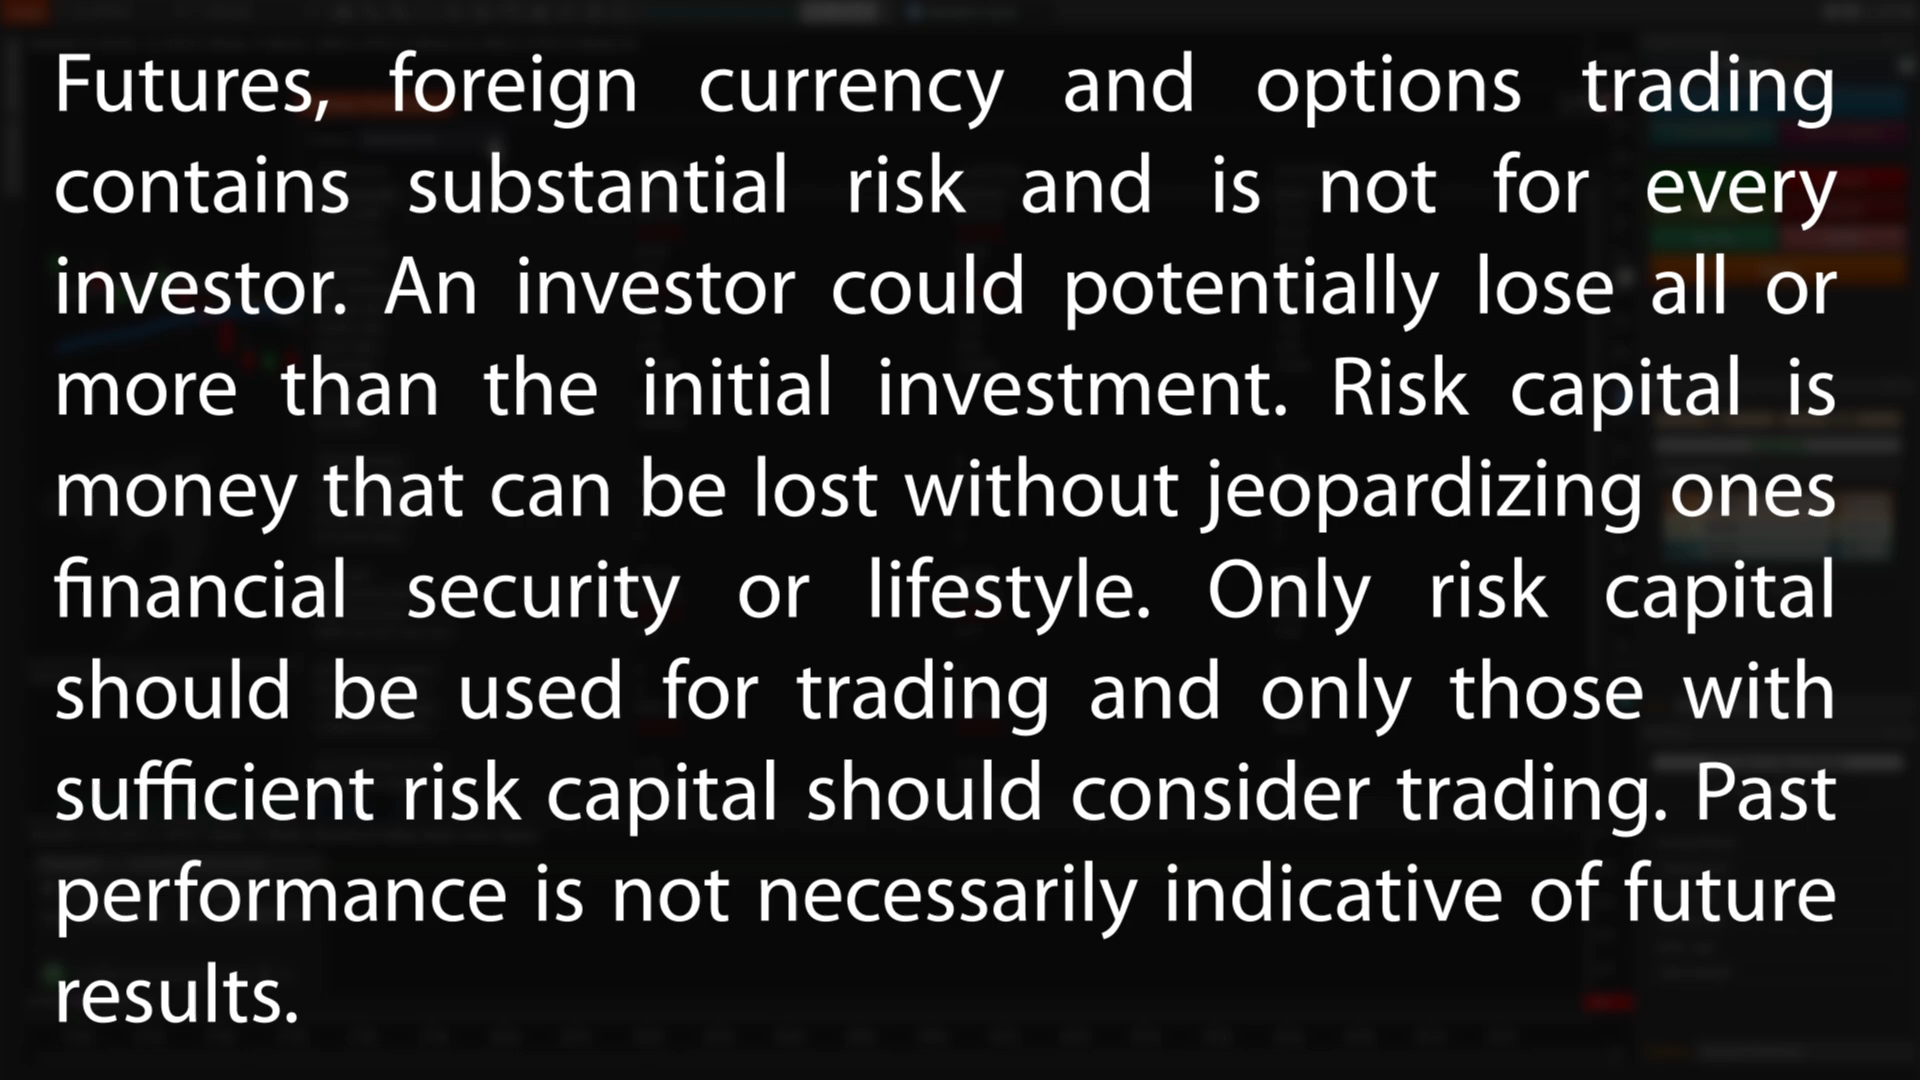 Futures, foreign currency and options trading
contains substantial risk and is not for every
investor. An investor could potentially lose all or
more than the initial investment. Risk capital is
money that can be lost without jeopardizing ones
financial security or lifestyle. Only risk capital
should be used for trading and only those with
sufficient risk capital should consider trading. Past
performance is not necessarily indicative of future
results.